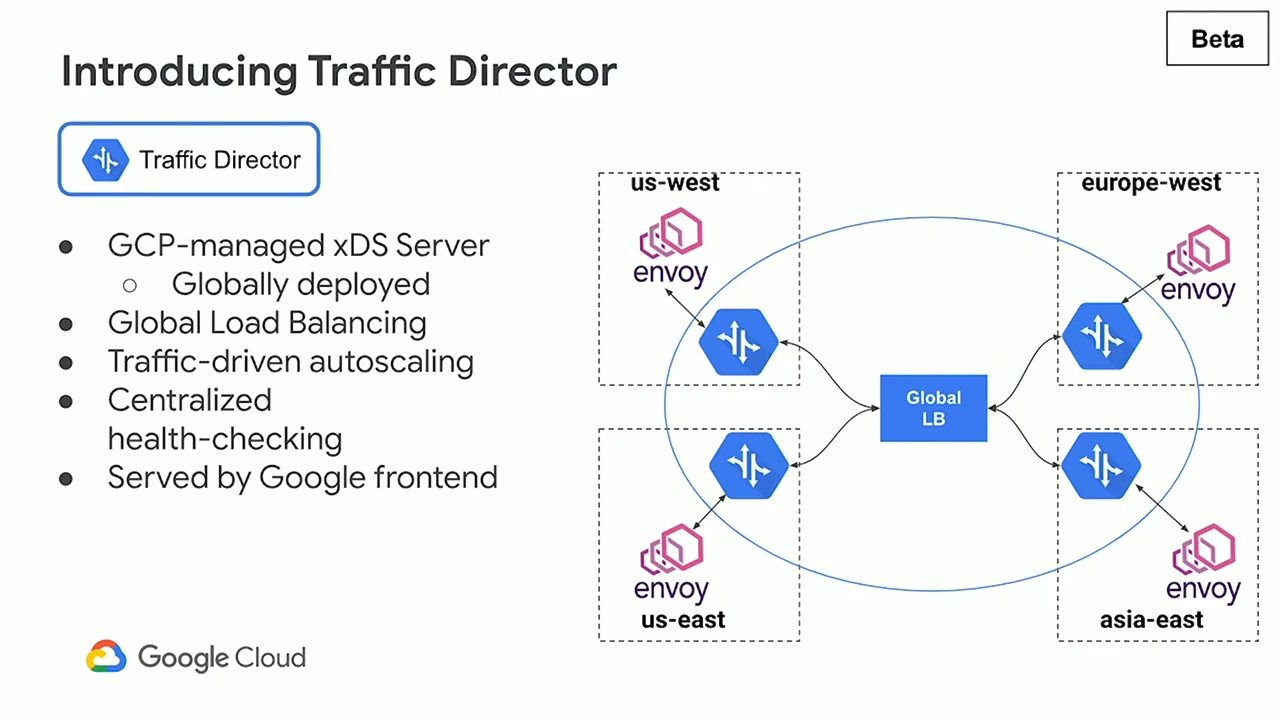 Beta
Introducing Traffic Director
Traffic Director
● GCP-managed xDS Server
○ Globally deployed
● Global Load Balancing
● Traffic-driven autoscaling
● Centralized
health-checking
● Served by Google frontend
us-west
envoy
europe-west
envoy
Global
LB
envoy
us-east
envoy
asia-east
Google Cloud